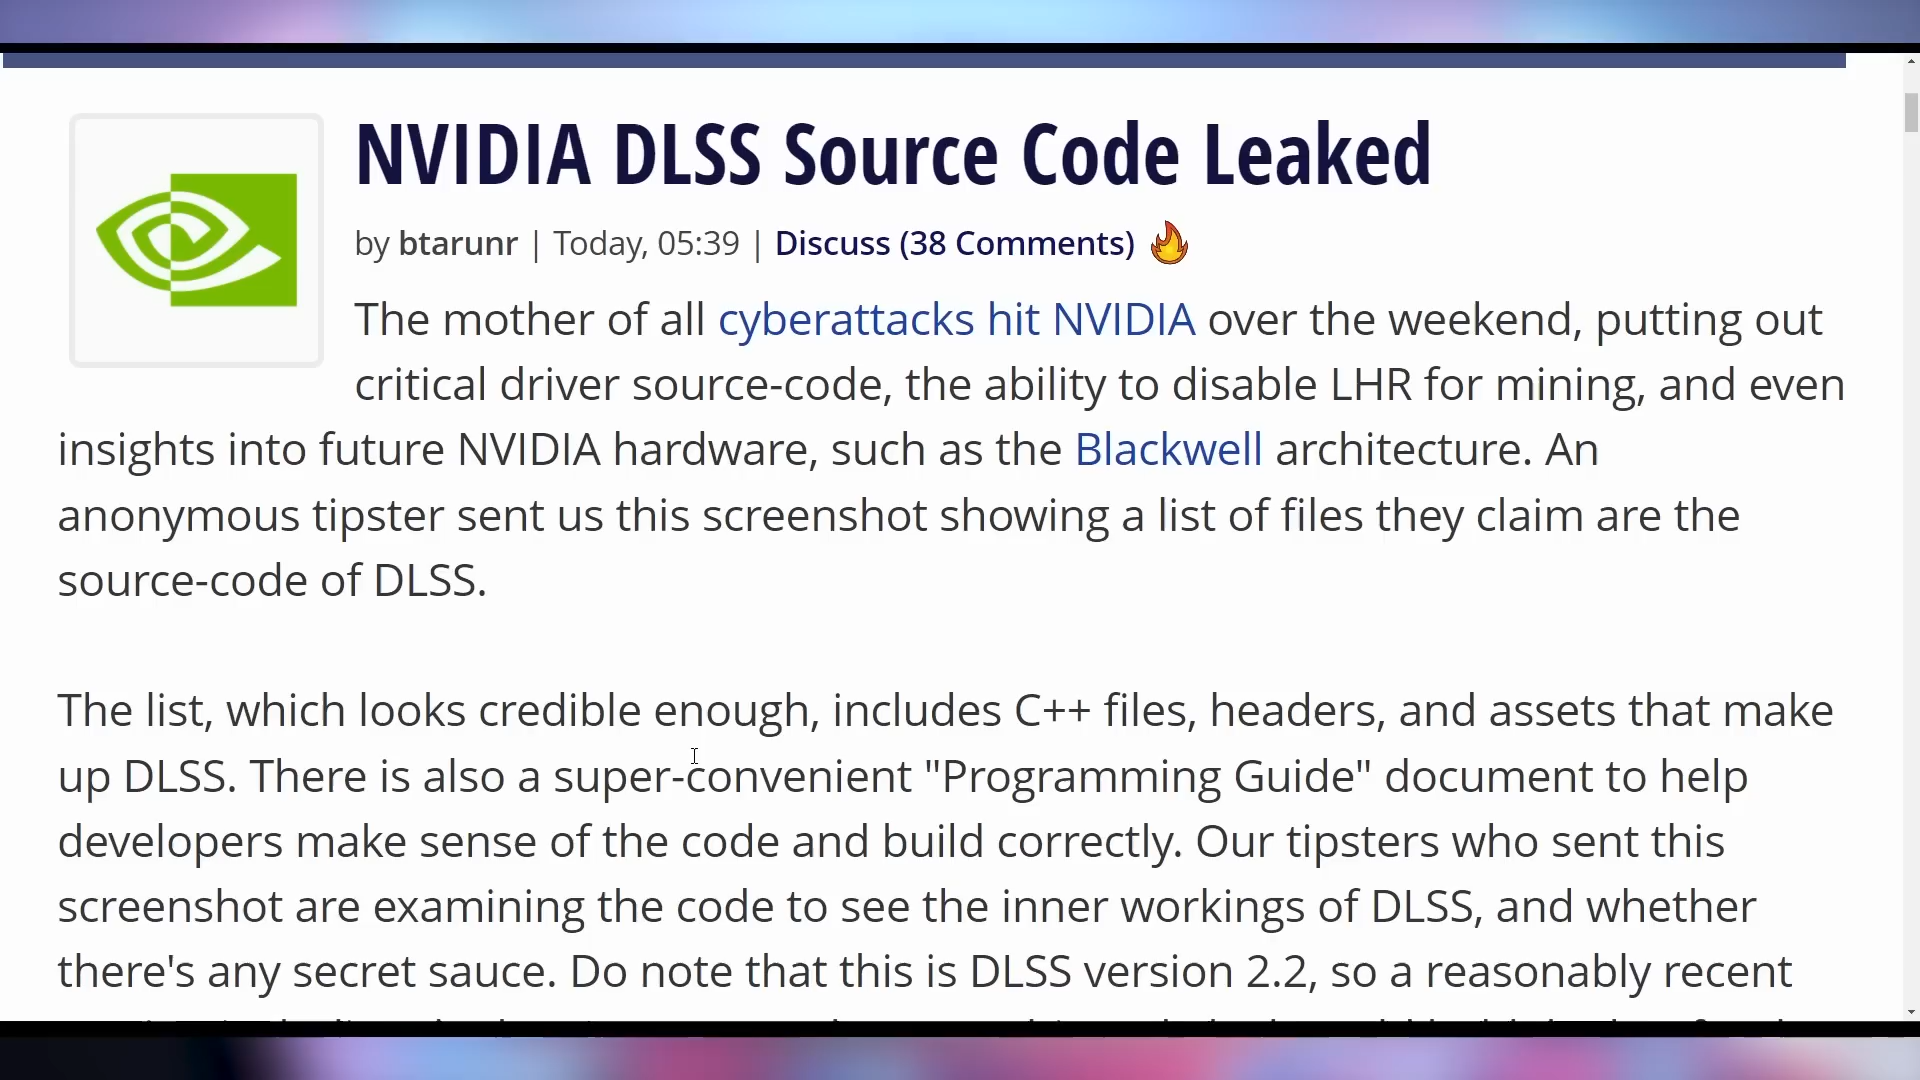 NVIDIA DLSS Source Code Leaked
by btarunr | Today, 05:39 | Discuss (38 Comments)
The mother of all cyberattacks hit NVIDIA over the weekend, putting out
critical driver source-code, the ability to disable LHR for mining, and even
insights into future NVIDIA hardware, such as the Blackwell architecture. An
anonymous tipster sent us this screenshot showing a list of files they claim are the
source-code of DLSS.
The list, which looks credible enough, includes C++ files, headers, and assets that make
up DLSS. There is also a super-convenient "Programming Guide" document to help
developers make sense of the code and build correctly. Our tipsters who sent this
screenshot are examining the code to see the inner workings of DLSS, and whether
there's any secret sauce. Do note that this is DLSS version 2.2, so a reasonably recent